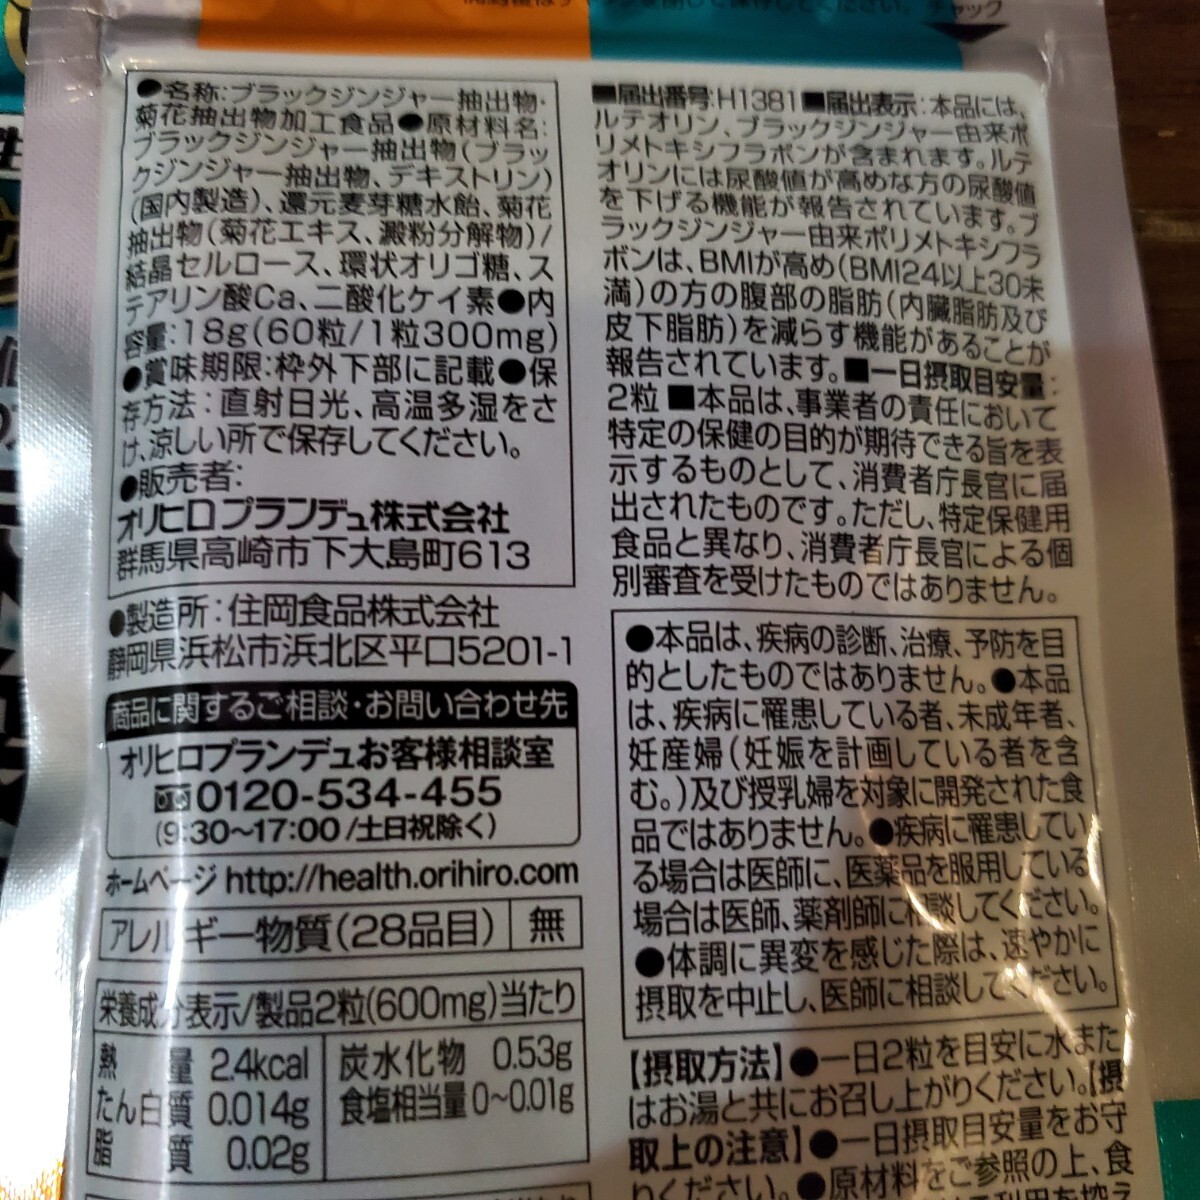 ●名称:ブラックジンジャー抽出物・
菊花抽出物加工食品●原材料名:
ブラックジンジャー抽出物(ブラッ
クジンジャー抽出物、デキストリン)
(国内製造)、還元麦芽糖水飴、菊花
抽出物(菊花エキス、澱粉分解物)/
結晶セルロース、環状オリゴ糖、ス
テアリン酸Ca、二酸化ケイ素●内
容量:18g(60粒/1粒300mg)
●賞味期限:枠外下部に記載●保
存方法:直射日光、高温多湿をさ
け、涼しい所で保存してください。
●販売者:
オリヒロプランデュ株式会社
群馬県高崎市下大島町613
●製造所:住岡食品株式会社
静岡県浜松市浜北区平口5201-1
商品に関するご相談・お問い合わせ先
オリヒロプランデュお客様相談室
0120-534-455
(9:30〜17:00/土日祝除く)
ホームページ http://health.orihiro.com
アレルギー物質(28品目) 無
栄養成分表示/製品2粒(600mg)当たり
熱量 2.4kcal 炭水化物 0.53g
たん白質 0.014g 食塩相当量 0〜0.01g
脂質 0.02g
チャック
■届出番号:H1381■届出表示:本品には、
ルテオリン、ブラックジンジャー由来ポ
リメトキシフラボンが含まれます。ルテ
オリンには尿酸値が高めな方の尿酸値
を下げる機能が報告されています。ブ
ラックジンジャー由来ポリメトキシフラ
ボンは、BMIが高め(BMI24以上30未
満)の方の腹部の脂肪(内臓脂肪及び
皮下脂肪)を減らす機能があることが
報告されています。■一日摂取目安量:
2粒■本品は、事業者の責任において
特定の保健の目的が期待できる旨を表
示するものとして、消費者庁長官に届
出されたものです。ただし、特定保健用
食品と異なり、消費者庁長官による個
別審査を受けたものではありません。
●本品は、疾病の診断、治療、予防を目
的としたものではありません。●本品
は、疾病に罹患している者、未成年者、
妊産婦(妊娠を計画している者を含
む。)及び授乳婦を対象に開発された食
品ではありません。●疾病に罹患してい
る場合は医師に、医薬品を服用している
場合は医師、薬剤師に相談してください。
●体調に異変を感じた際は、速やかに
摂取を中止し、医師に相談してください。
【摂取方法】●一日2粒を目安に水また
はお湯と共にお召し上がりください。【摂
取上の注意】●一日摂取目安量をお守
りください。●原材料をご参照の上、食